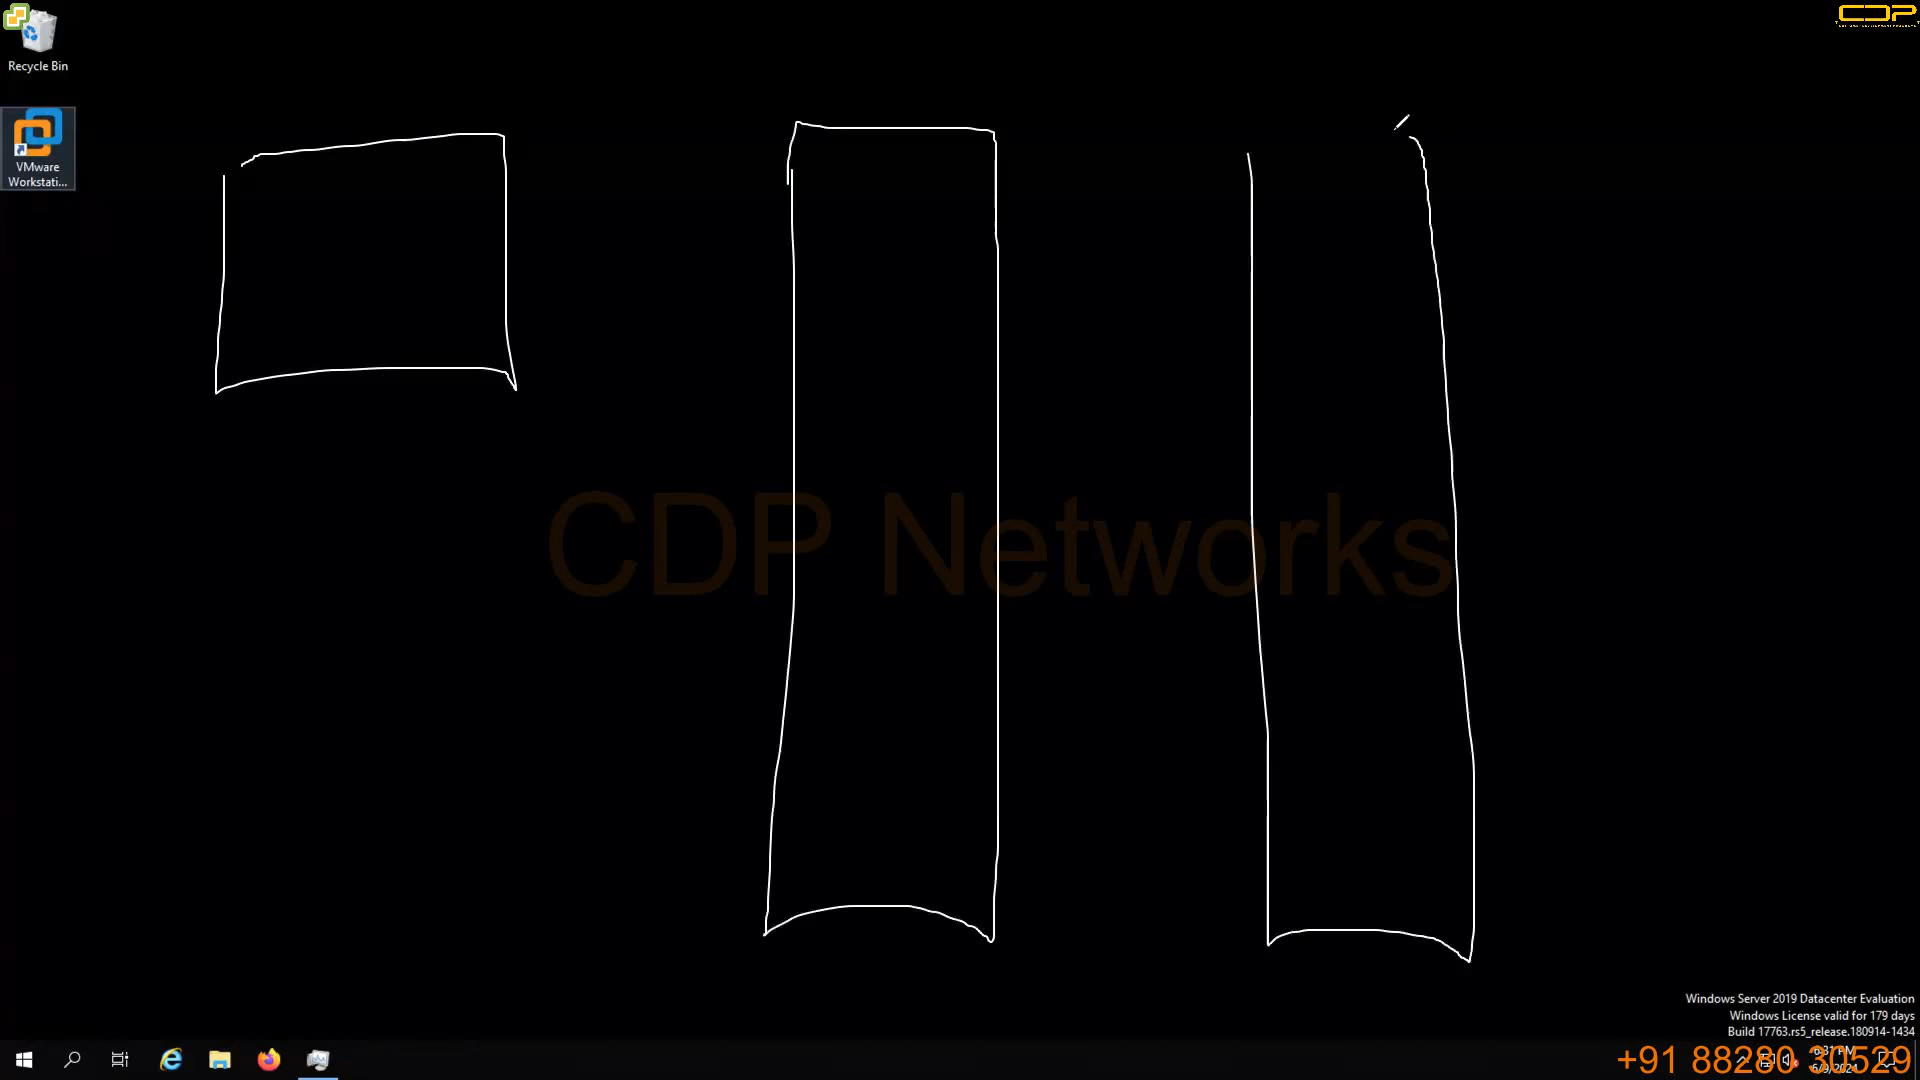 CDP
Recycle Bin
VMware
Workstati...
CDP Networks
Windows Server 2019 Datacenter Evaluation
Windows License valid for 179 days
Build 17763.rs5_release.180914-1434
+91 88280 30529